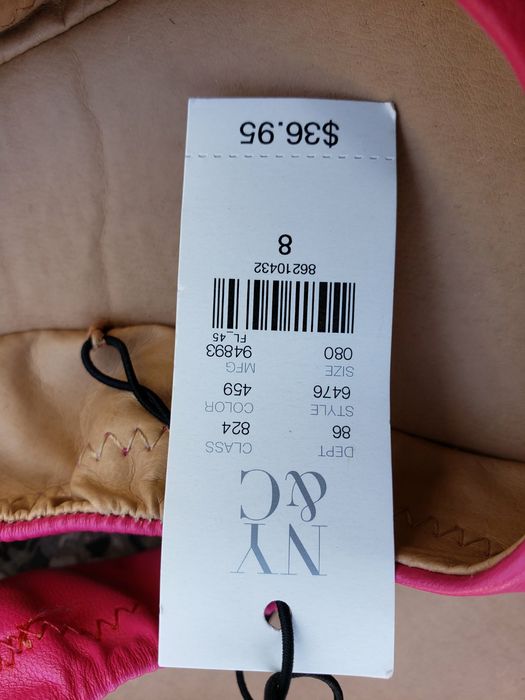 NY
&C
DEPT CLASS
86 824
STYLE COLOR
6476 459
SIZE MFG
080 94893
FL_45
86210432
8
$36.95